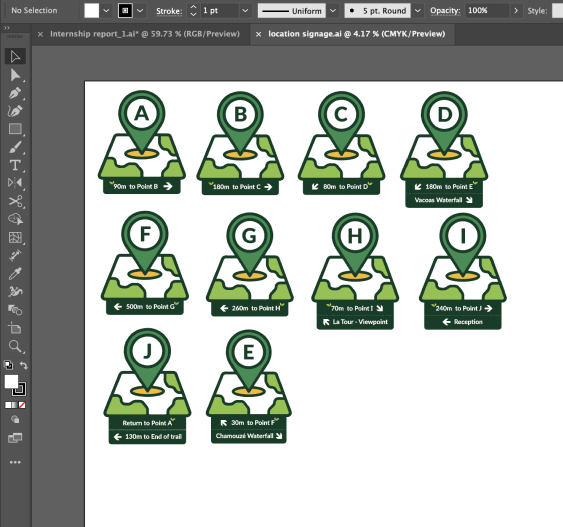 No Selection
Stroke:
1 pt
Uniform
5 pt. Round
Opacity:
100%
Style:
Internship report_1.ai* @ 59.73 % (RGB/Preview)
location signage.ai @ 4.17 % (CMYK/Preview)
A
90m to Point B
B
180m to Point C
C
80m to Point D
D
180m to Point E
Vacoas Waterfall
F
500m to Point G
G
260m to Point H
H
70m to Point I
La Tour - Viewpoint
I
240m to Point J
Reception
J
Return to Point A
130m to End of trail
E
30m to Point F
Chamouzé Waterfall